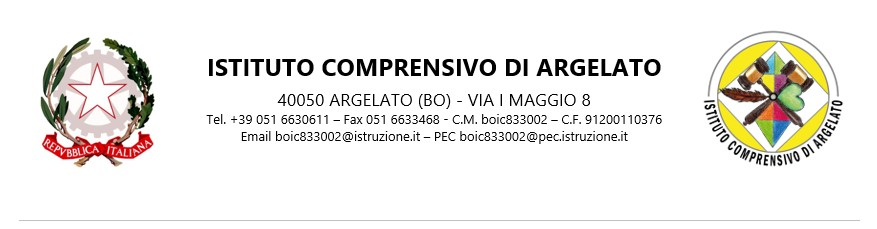 ISTITUTO COMPRENSIVO DI ARGELATO
40050 ARGELATO (BO) - VIA I MAGGIO 8
Tel. +39 051 6630611 – Fax 051 6633468 - C.M. boic833002 – C.F. 91200110376
Email boic833002@istruzione.it – PEC boic833002@pec.istruzione.it
REPVBBLICA ITALIANA
ISTITUTO COMPRENSIVO DI ARGELATO